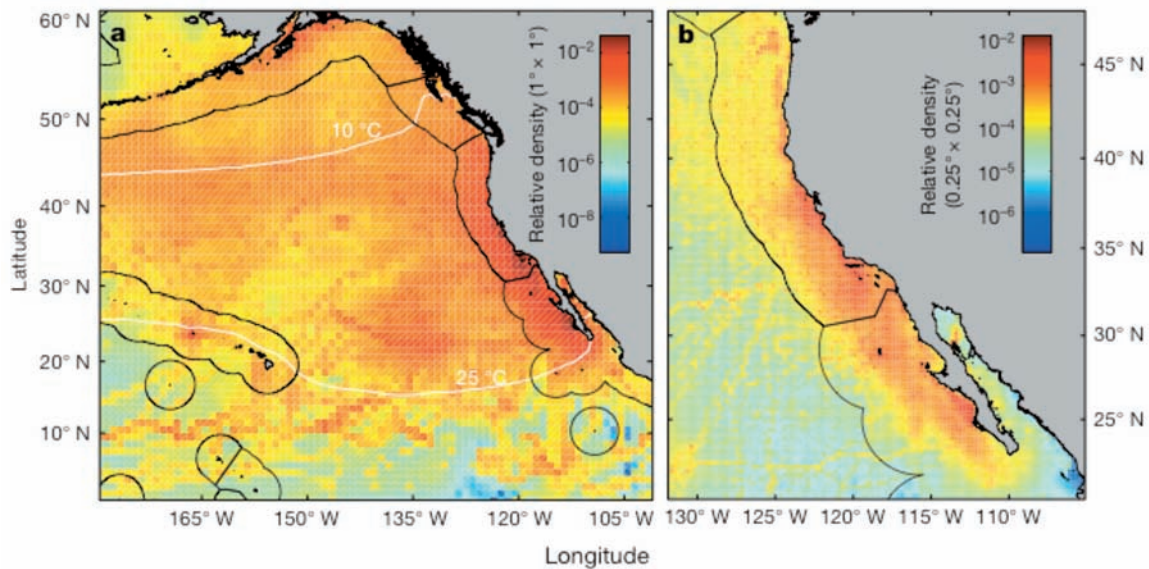 60° N
50° N
40° N
30° N
20° N
10° N
Latitude
a
10 °C
25 °C
Relative density (1° × 1°)
10⁻²
10⁻⁴
10⁻⁶
10⁻⁸
165° W 150° W 135° W 120° W 105° W
b
Relative density
(0.25° × 0.25°)
10⁻²
10⁻³
10⁻⁴
10⁻⁵
10⁻⁶
45° N
40° N
35° N
30° N
25° N
130° W 125° W 120° W 115° W 110° W
Longitude